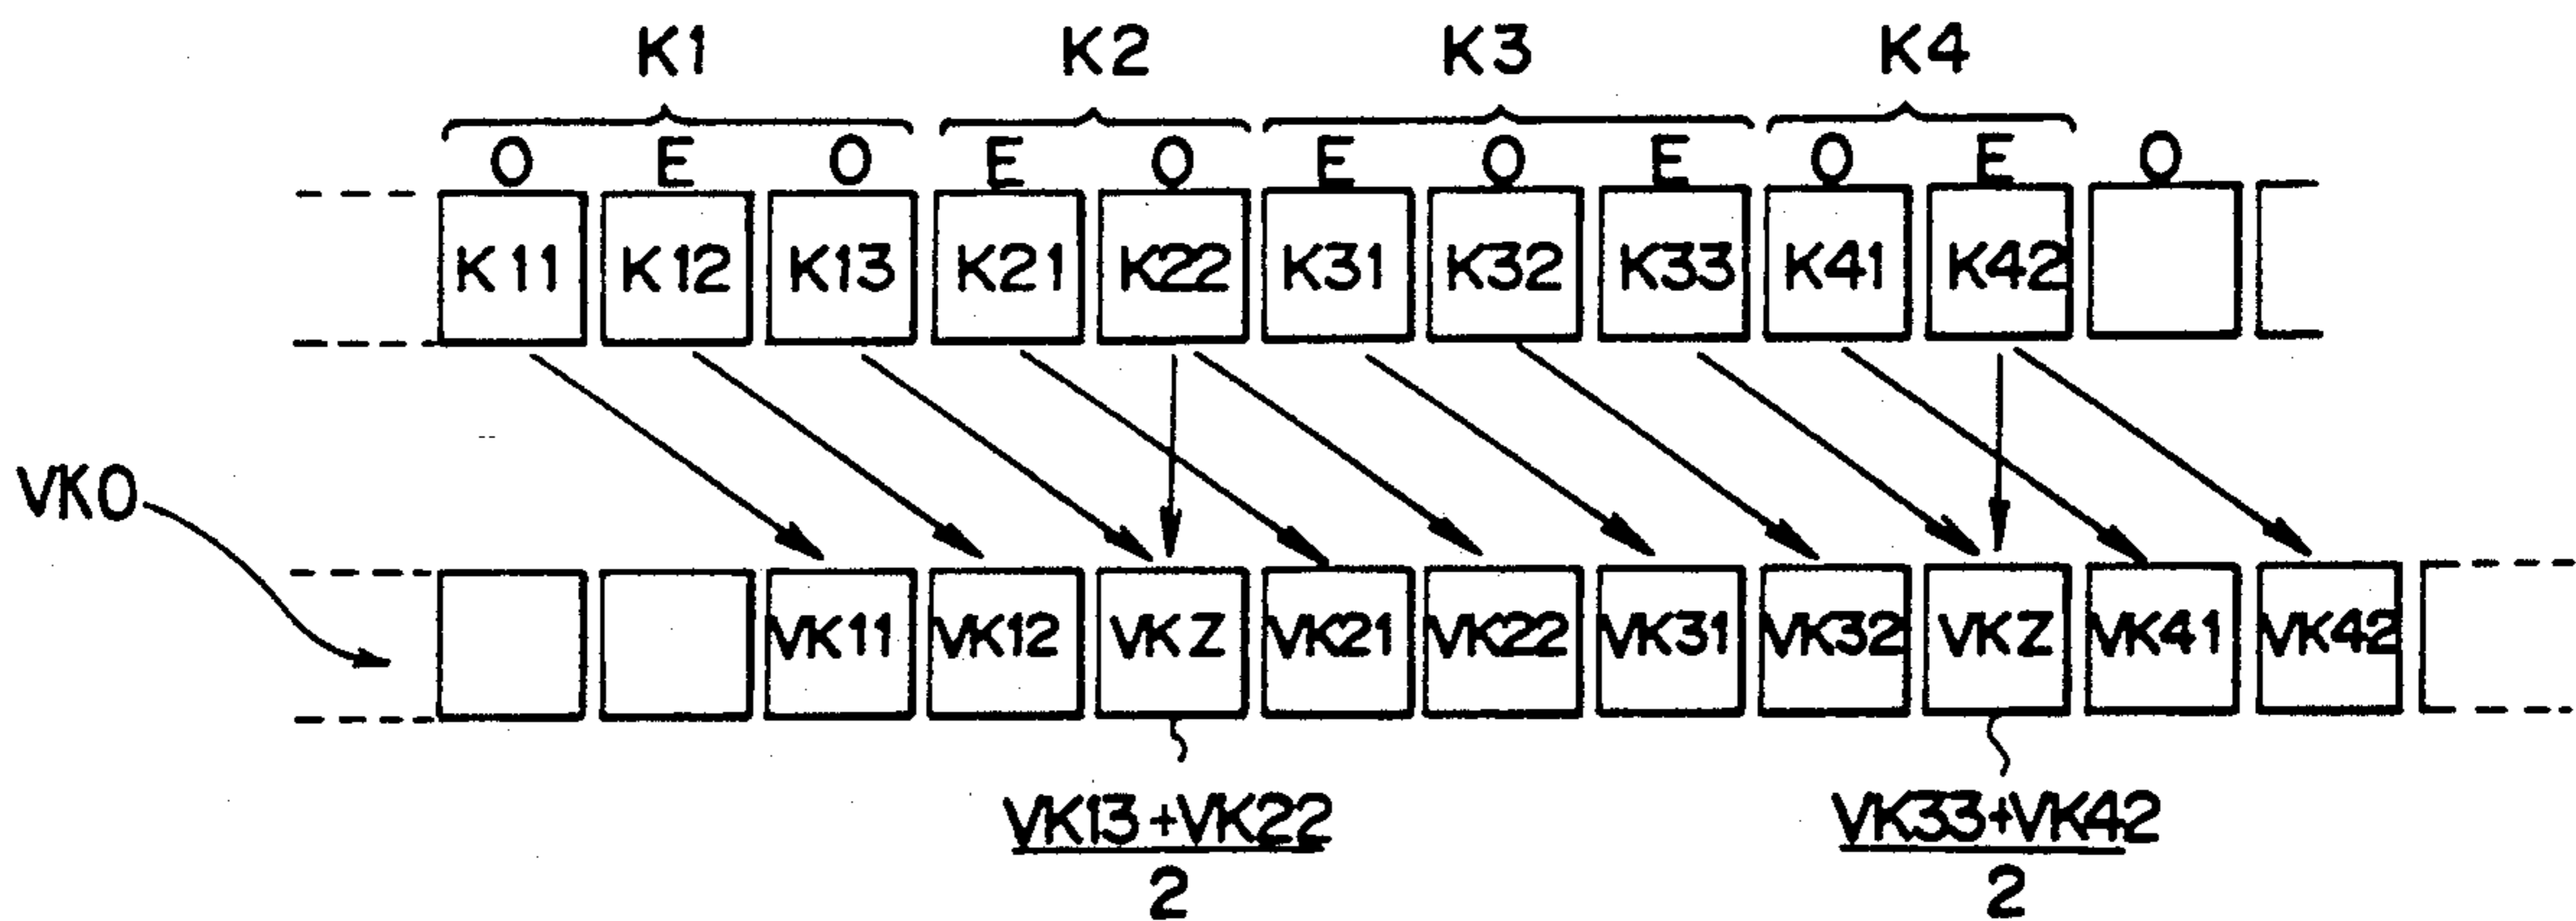 K1 K2 K3 K4
O E O E O E O E O E O
K11 K12 K13 K21 K22 K31 K32 K33 K41 K42
VKO
VK11 VK12 VKZ VK21 VK22 VK31 VK32 VKZ VK41 VK42
VK13+VK22 VK33+VK42
2 2